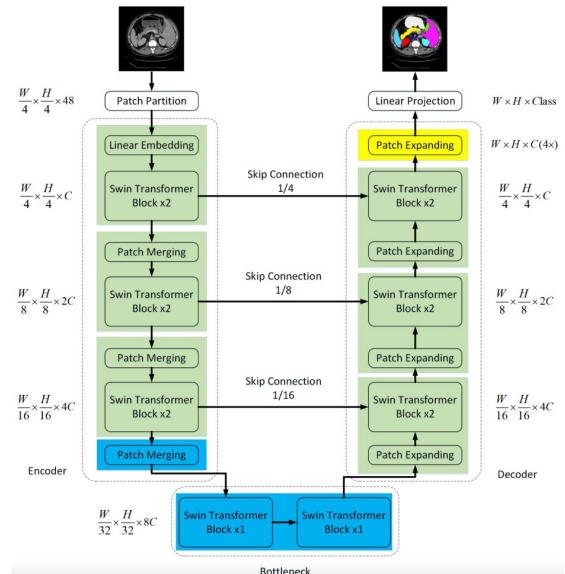 W/4 × H/4 × 48
Patch Partition
Linear Projection
W × H × Class
Linear Embedding
Patch Expanding
W × H × C(4×)
W/4 × H/4 × C
Swin Transformer
Block x2
Skip Connection
1/4
Swin Transformer
Block x2
W/4 × H/4 × C
Patch Merging
Patch Expanding
W/8 × H/8 × 2C
Swin Transformer
Block x2
Skip Connection
1/8
Swin Transformer
Block x2
W/8 × H/8 × 2C
Patch Merging
Patch Expanding
W/16 × H/16 × 4C
Swin Transformer
Block x2
Skip Connection
1/16
Swin Transformer
Block x2
W/16 × H/16 × 4C
Patch Merging
Patch Expanding
Encoder
Decoder
W/32 × H/32 × 8C
Swin Transformer
Block x1
Swin Transformer
Block x1
Bottleneck